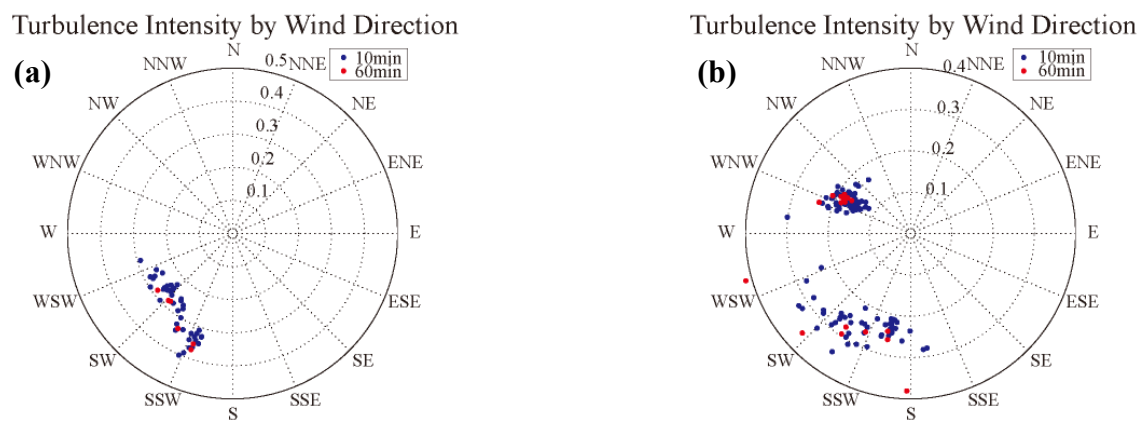 Turbulence Intensity by Wind Direction
(a)
10min
60min
N
NNE
NE
ENE
E
ESE
SE
SSE
S
SSW
SW
WSW
W
WNW
NW
NNW
0.5
0.4
0.3
0.2
0.1
Turbulence Intensity by Wind Direction
(b)
10min
60min
N
NNE
NE
ENE
E
ESE
SE
SSE
S
SSW
SW
WSW
W
WNW
NW
NNW
0.4
0.3
0.2
0.1